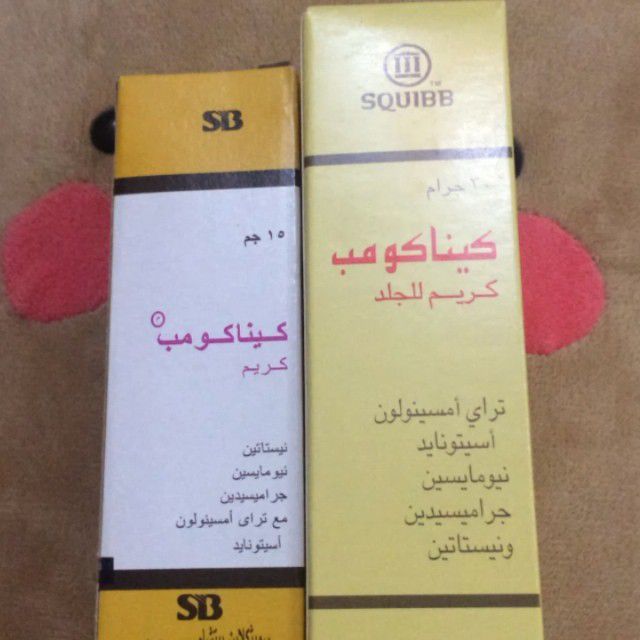 SB
١٥ جم
كيناكومب
كريم
نيستاتين
نيومايسين
جراميسيدين
مع تراى أمسينولون
أسيتونايد
SB
SQUIBB
TM
جرام
كيناكومب
كريم للجلد
تراي أمسينولون
أسيتونايد
نيومايسين
جراميسيدين
ونيستاتين